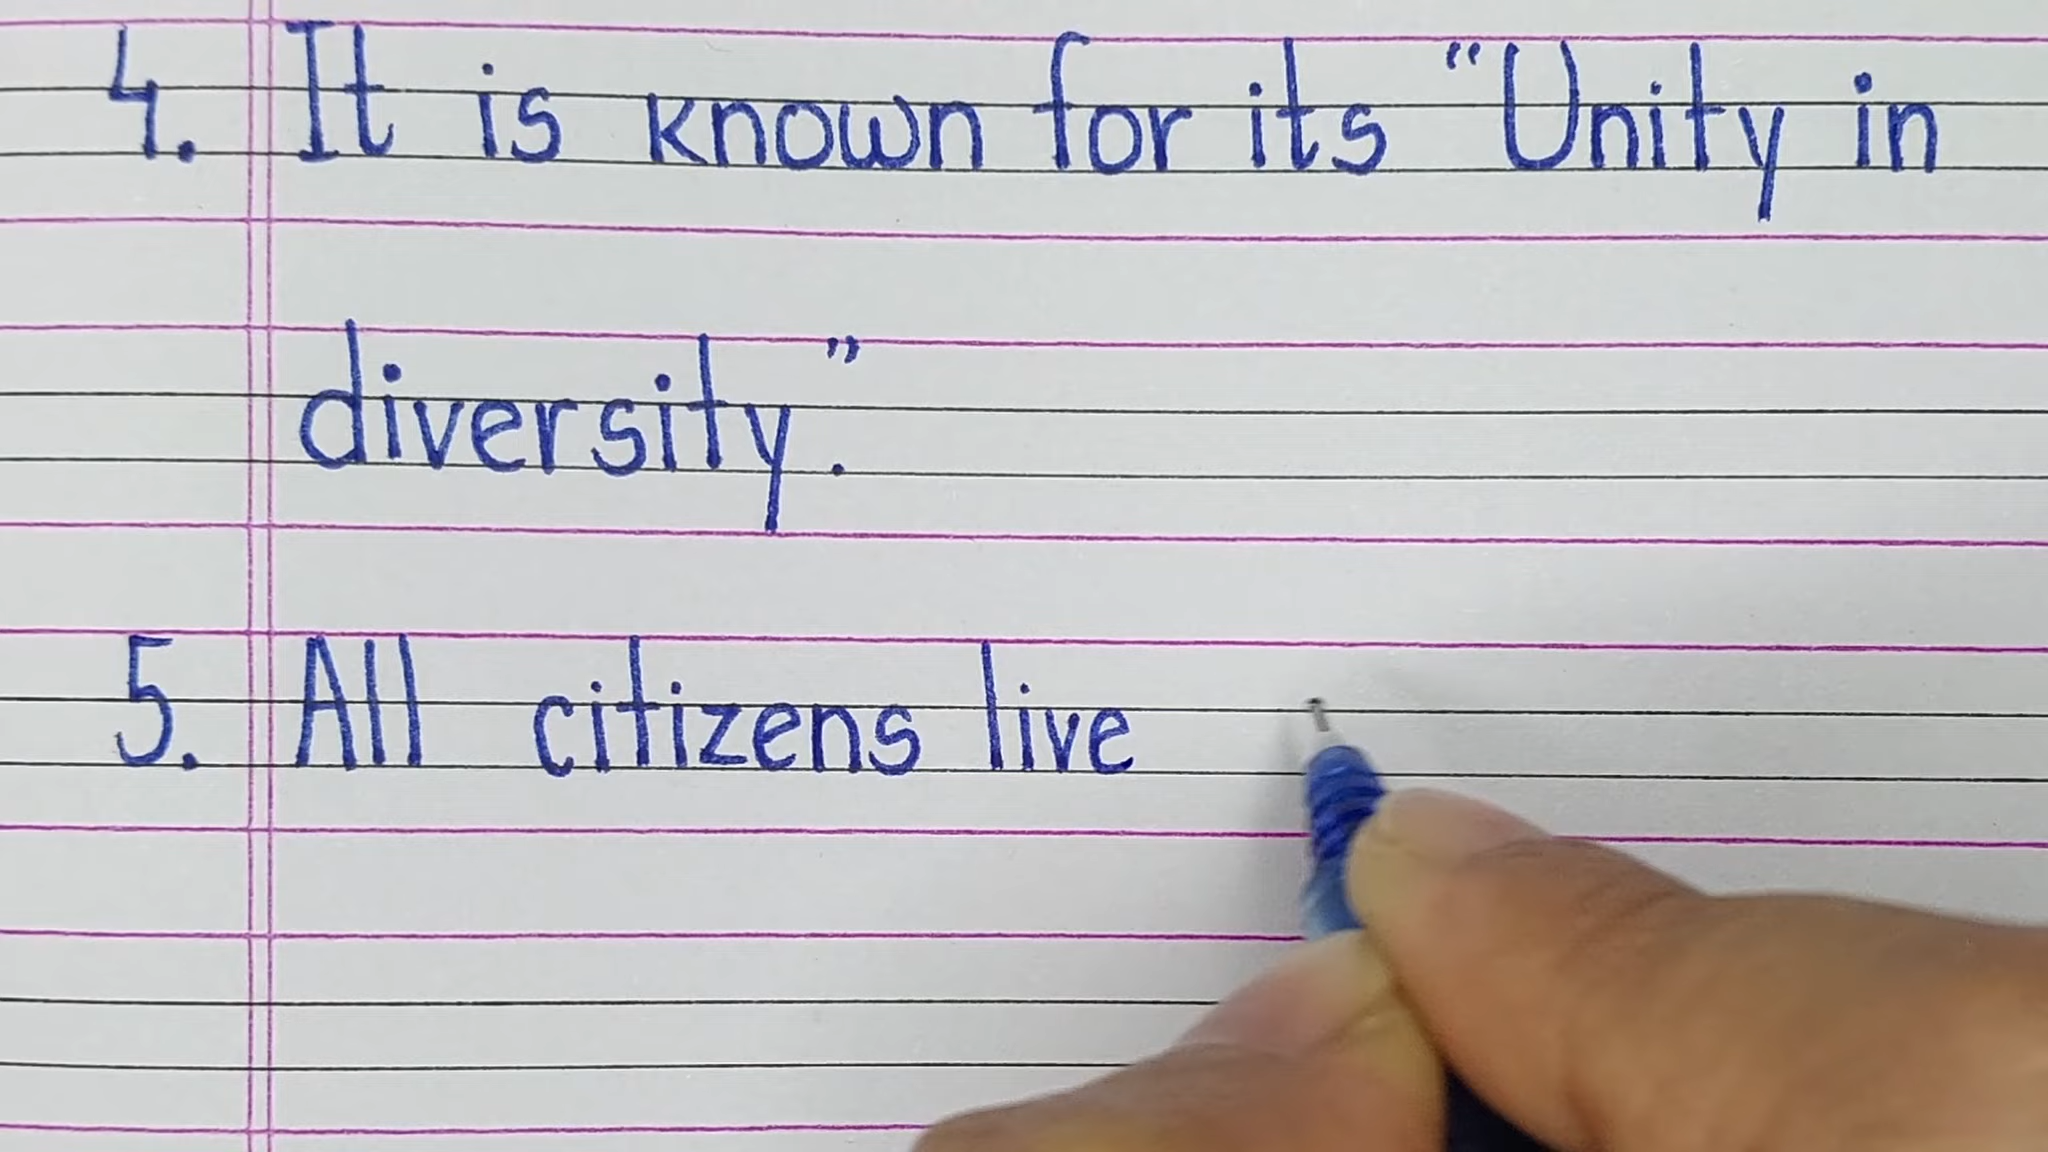 4. It is known for its “Unity in
diversity.”
5. All citizens live